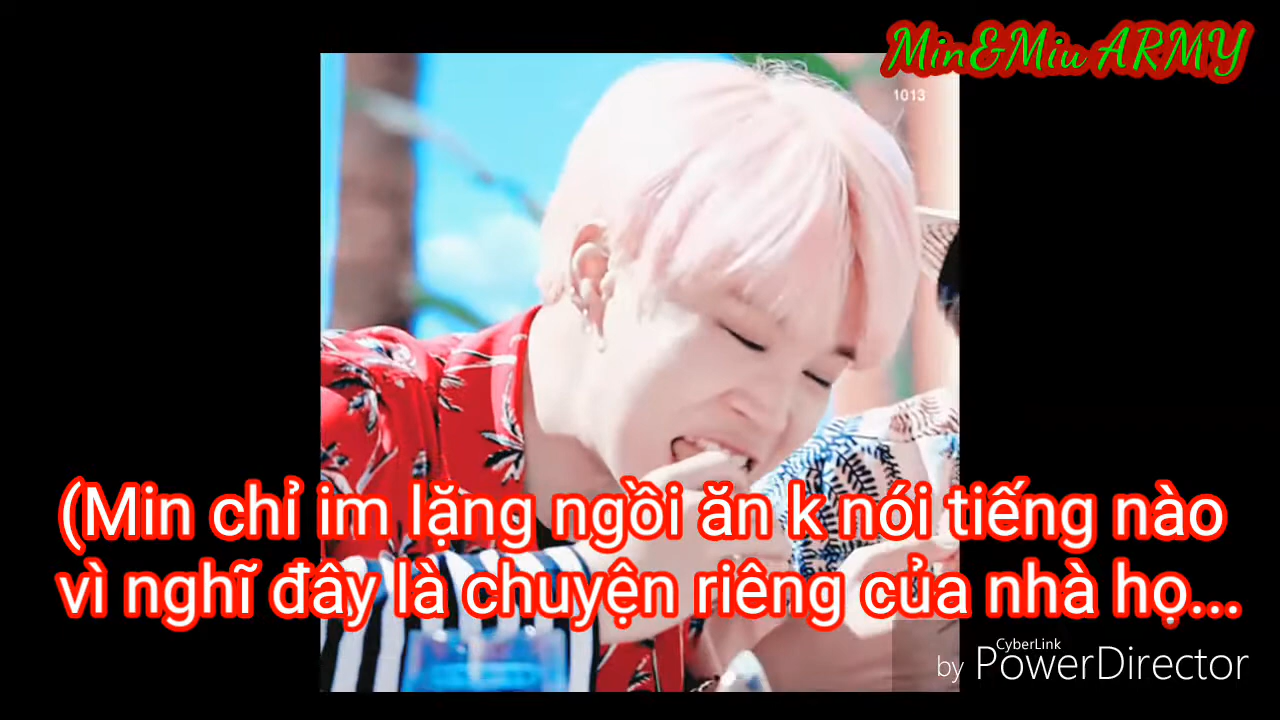 Min&Miu ARMY
1013
(Min chỉ im lặng ngồi ăn k nói tiếng nào
vì nghĩ đây là chuyện riêng của nhà họ...
CyberLink
by PowerDirector